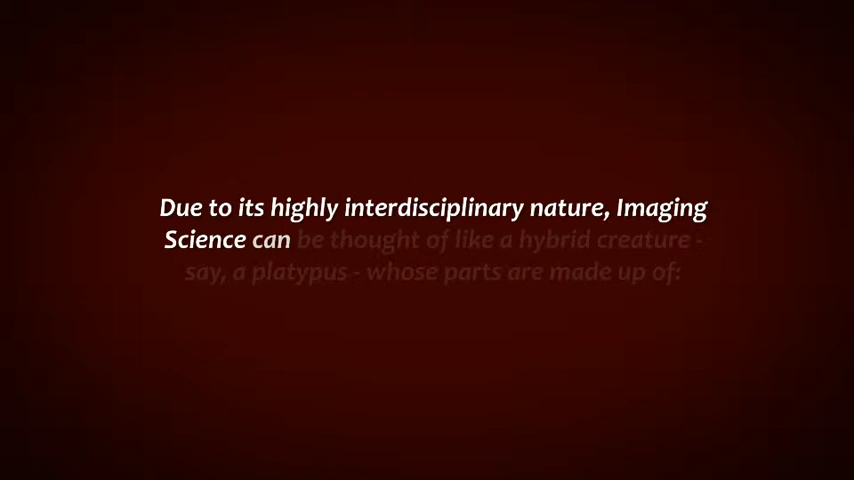 Due to its highly interdisciplinary nature, Imaging
Science can be thought of like a hybrid creature -
say, a platypus - whose parts are made up of: